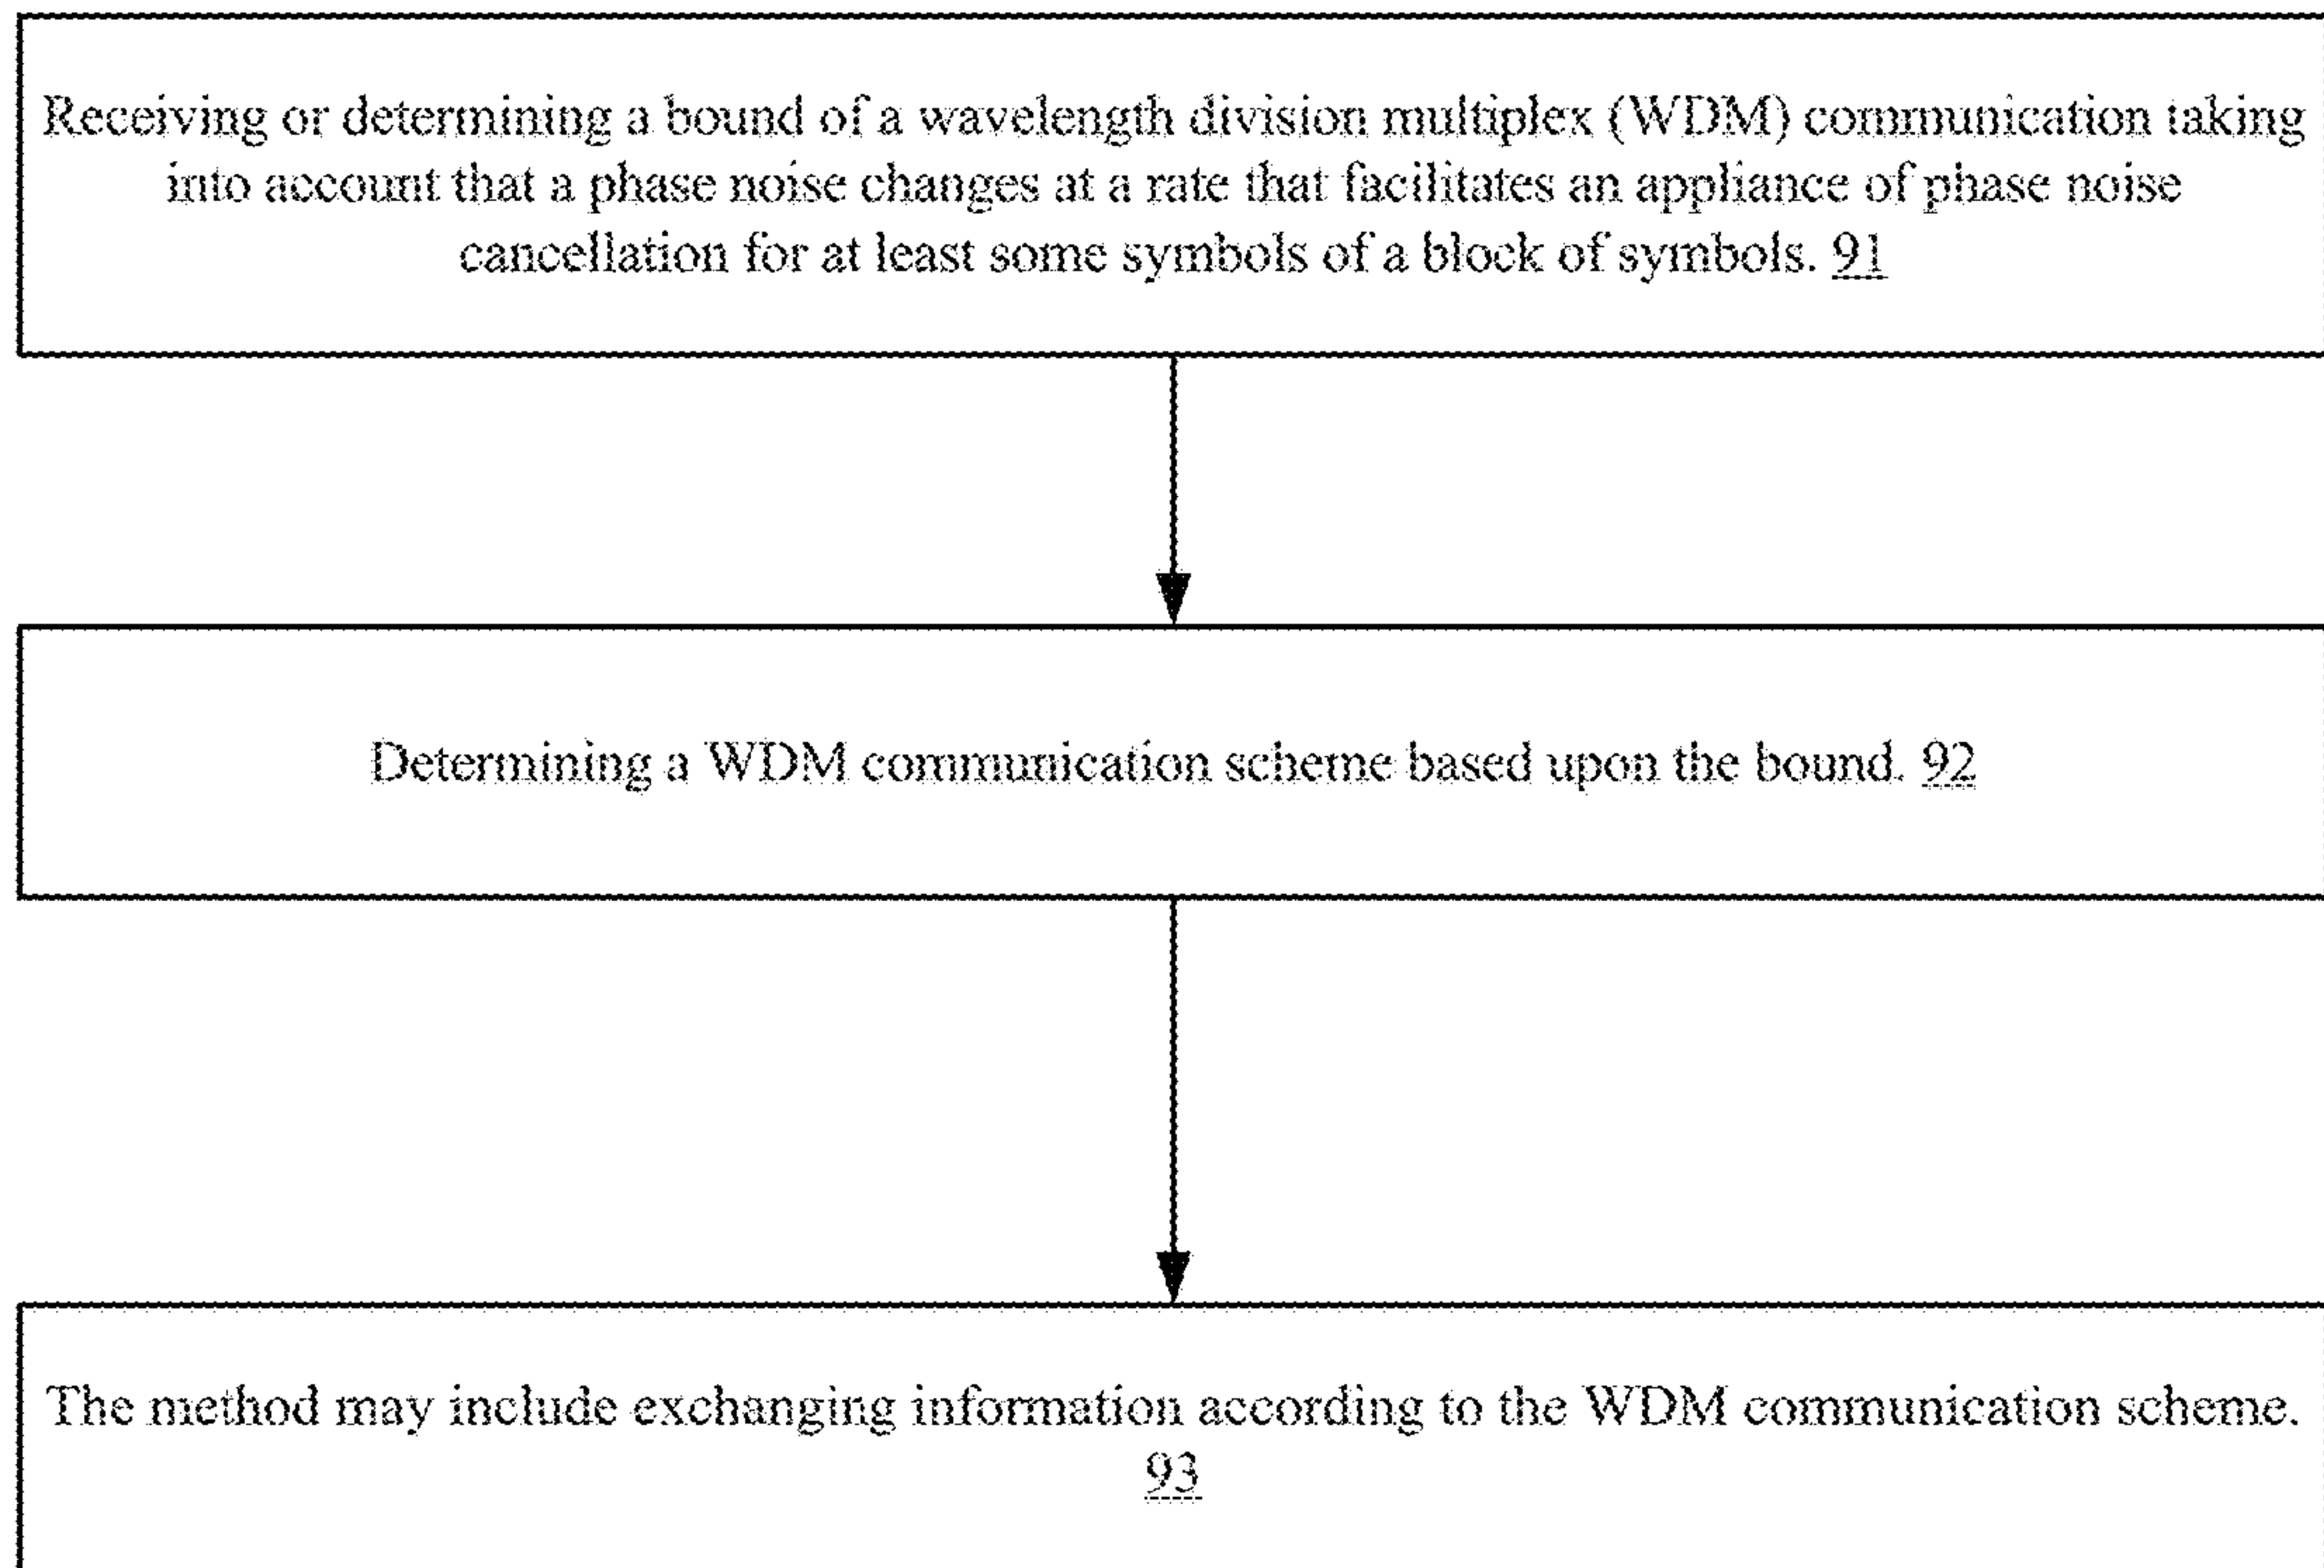 Receiving or determining a bound of a wavelength division multiplex (WDM) communication taking
into account that a phase noise changes at a rate that facilitates an appliance of phase noise
cancellation for at least some symbols of a block of symbols. 91
Determining a WDM communication scheme based upon the bound. 92
The method may include exchanging information according to the WDM communication scheme.
93